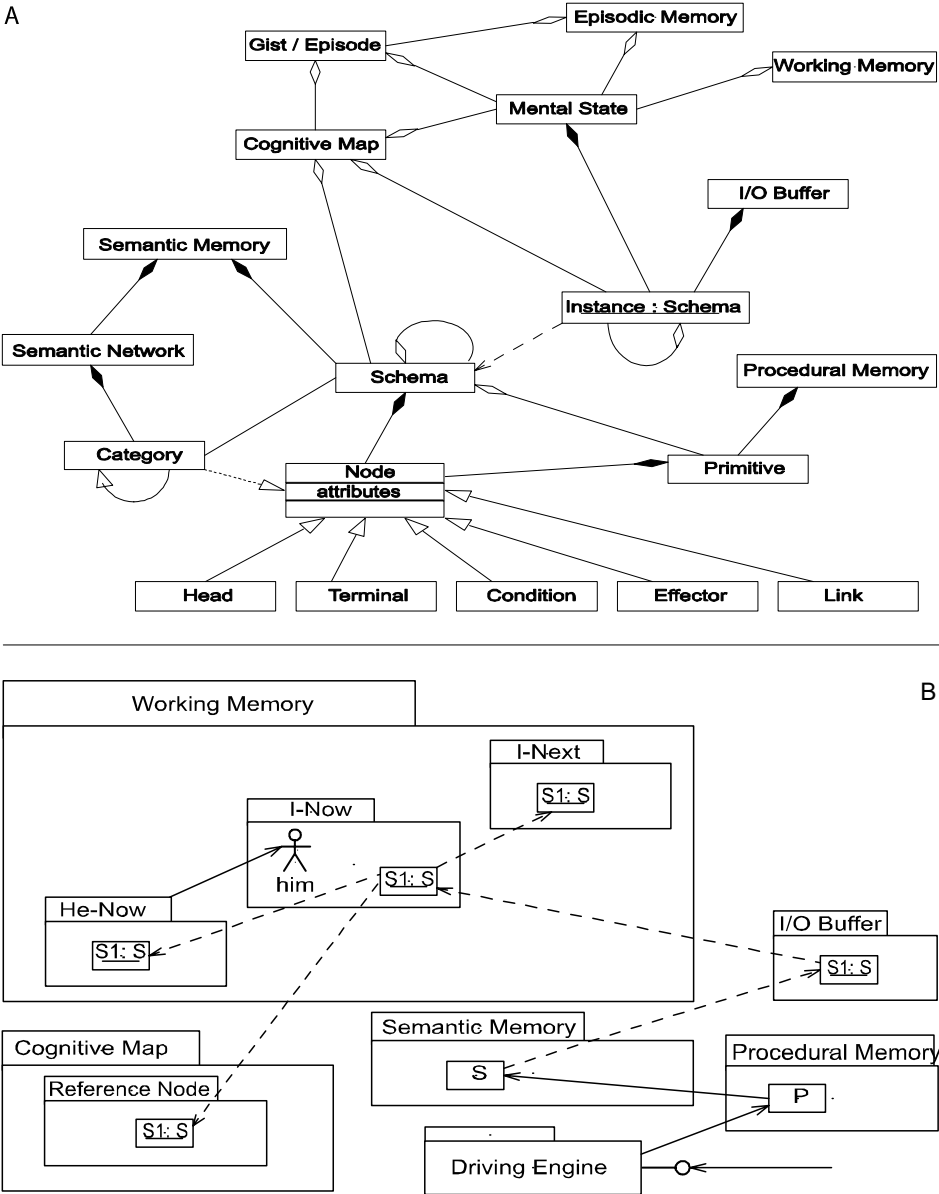 A
Episodic Memory
Gist / Episode
Working Memory
Mental State
Cognitive Map
I/O Buffer
Semantic Memory
Instance : Schema
Semantic Network
Schema
Procedural Memory
Category
Node
Primitive
attributes
Head
Terminal
Condition
Effector
Link
B
Working Memory
I-Next
S1: S
I-Now
him
S1: S
He-Now
S1: S
I/O Buffer
S1: S
Semantic Memory
Cognitive Map
Procedural Memory
S
Reference Node
P
S1: S
Driving Engine